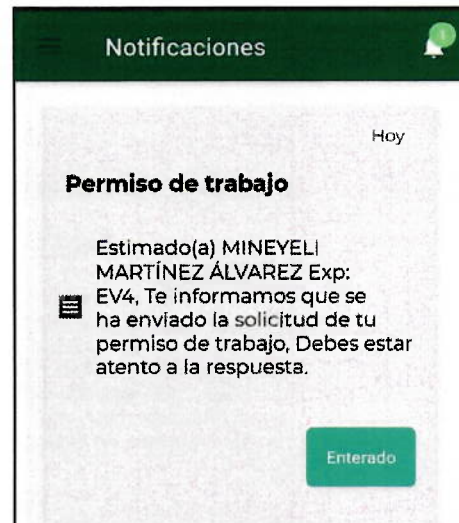 Notificaciones
1
Hoy
Permiso de trabajo
Estimado(a) MINEYELI
MARTÍNEZ ÁLVAREZ Exp:
EV4, Te informamos que se
ha enviado la solicitud de tu
permiso de trabajo, Debes estar
atento a la respuesta.
Enterado